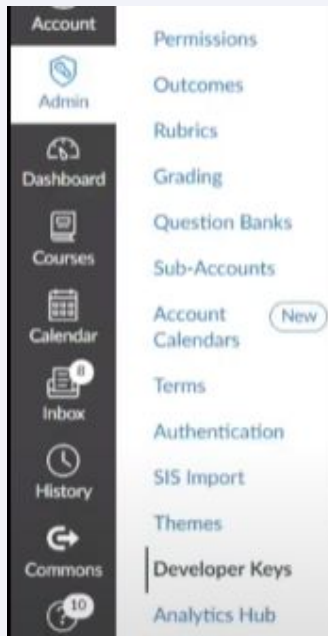 Account
Admin
Dashboard
Courses
Calendar
8
Inbox
History
Commons
10
Permissions
Outcomes
Rubrics
Grading
Question Banks
Sub-Accounts
Account
Calendars
New
Terms
Authentication
SIS Import
Themes
Developer Keys
Analytics Hub